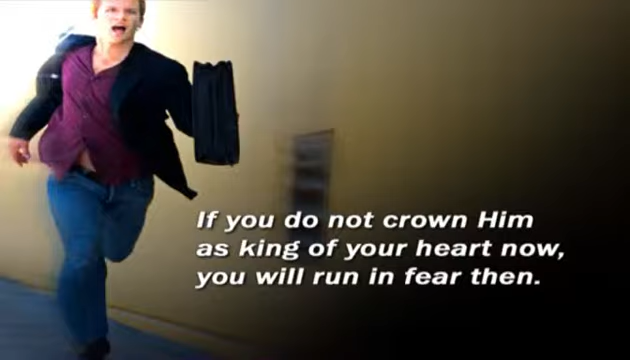 If you do not crown Him
as king of your heart now,
you will run in fear then.